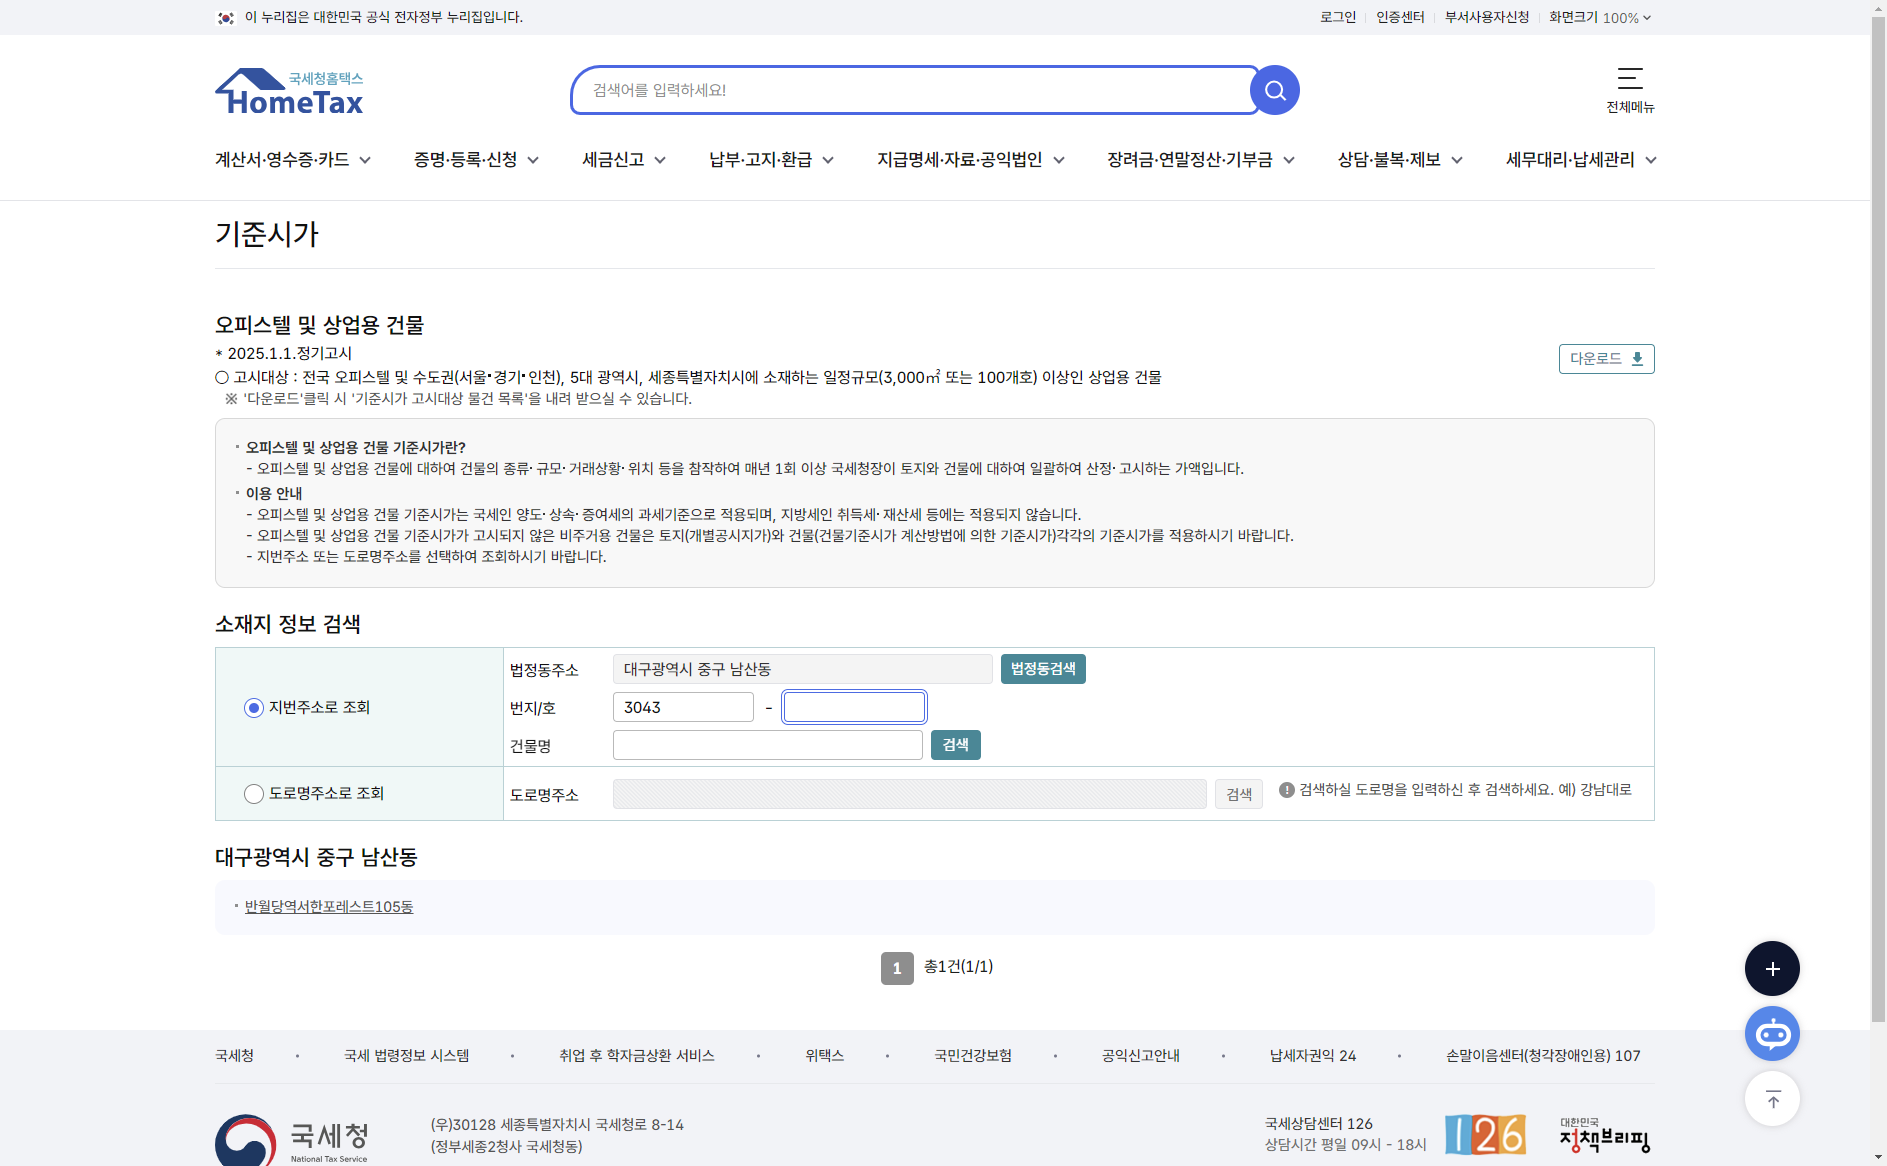 이 누리집은 대한민국 공식 전자정부 누리집입니다.
로그인 인증센터 부서사용자신청 화면크기 100%
국세청홈택스
HomeTax
검색어를 입력하세요!
전체메뉴
계산서·영수증·카드 증명·등록·신청 세금신고 납부·고지·환급 지급명세·자료·공익법인 장려금·연말정산·기부금 상담·불복·제보 세무대리·납세관리
기준시가
오피스텔 및 상업용 건물
* 2025.1.1.정기고시
○ 고시대상 : 전국 오피스텔 및 수도권(서울·경기·인천), 5대 광역시, 세종특별자치시에 소재하는 일정규모(3,000㎡ 또는 100개호) 이상인 상업용 건물
※ '다운로드'클릭 시 '기준시가 고시대상 물건 목록'을 내려 받으실 수 있습니다.
다운로드
· 오피스텔 및 상업용 건물 기준시가란?
- 오피스텔 및 상업용 건물에 대하여 건물의 종류· 규모· 거래상황· 위치 등을 참작하여 매년 1회 이상 국세청장이 토지와 건물에 대하여 일괄하여 산정· 고시하는 가액입니다.
· 이용 안내
- 오피스텔 및 상업용 건물 기준시가는 국세인 양도· 상속· 증여세의 과세기준으로 적용되며, 지방세인 취득세· 재산세 등에는 적용되지 않습니다.
- 오피스텔 및 상업용 건물 기준시가가 고시되지 않은 비주거용 건물은 토지(개별공시지가)와 건물(건물기준시가 계산방법에 의한 기준시가)각각의 기준시가를 적용하시기 바랍니다.
- 지번주소 또는 도로명주소를 선택하여 조회하시기 바랍니다.
소재지 정보 검색
지번주소로 조회
법정동주소 대구광역시 중구 남산동 법정동검색
번지/호 3043 -
건물명 검색
도로명주소로 조회
도로명주소 검색 검색하실 도로명을 입력하신 후 검색하세요. 예) 강남대로
대구광역시 중구 남산동
· 반월당역서한포레스트105동
1 총1건(1/1)
국세청 · 국세 법령정보 시스템 · 취업 후 학자금상환 서비스 · 위택스 · 국민건강보험 · 공익신고안내 · 납세자권익 24 · 손말이음센터(청각장애인용) 107
국세청
National Tax Service
(우)30128 세종특별자치시 국세청로 8-14
(정부세종2청사 국세청동)
국세상담센터 126
상담시간 평일 09시 - 18시
126
대한민국
정책브리핑